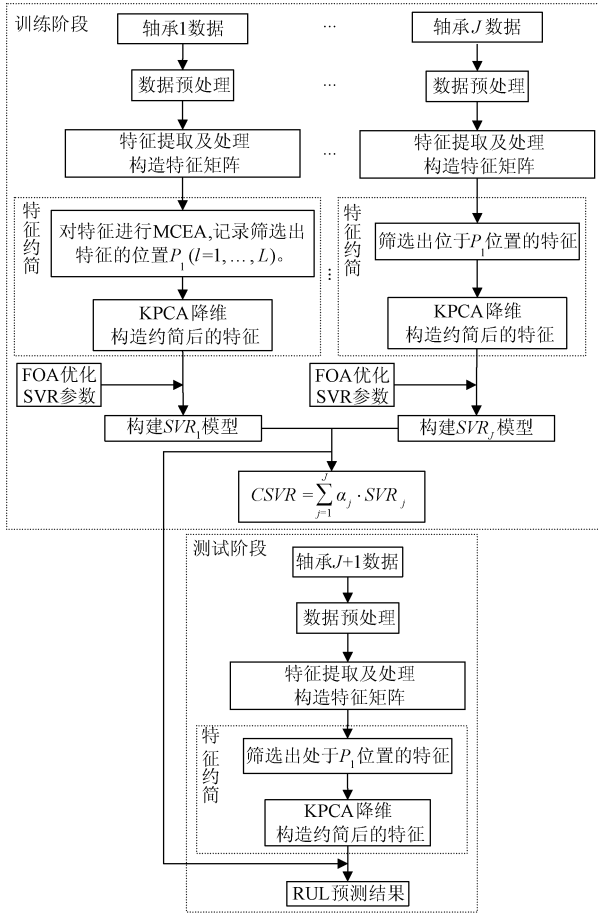 训练阶段
轴承1数据
...
轴承J数据
数据预处理
...
数据预处理
特征提取及处理
构造特征矩阵
...
特征提取及处理
构造特征矩阵
特征约简
对特征进行MCEA,记录筛选出
特征的位置P_l (l=1, ..., L)。
KPCA降维
构造约简后的特征
⋮
特征约简
筛选出位于P_l位置的特征
KPCA降维
构造约简后的特征
FOA优化
SVR参数
FOA优化
SVR参数
构建SVR_1模型
构建SVR_J模型
CSVR = \sum_{j=1}^{J} α_j · SVR_j
测试阶段
轴承J+1数据
数据预处理
特征提取及处理
构造特征矩阵
特征约简
筛选出处于P_l位置的特征
KPCA降维
构造约简后的特征
RUL预测结果